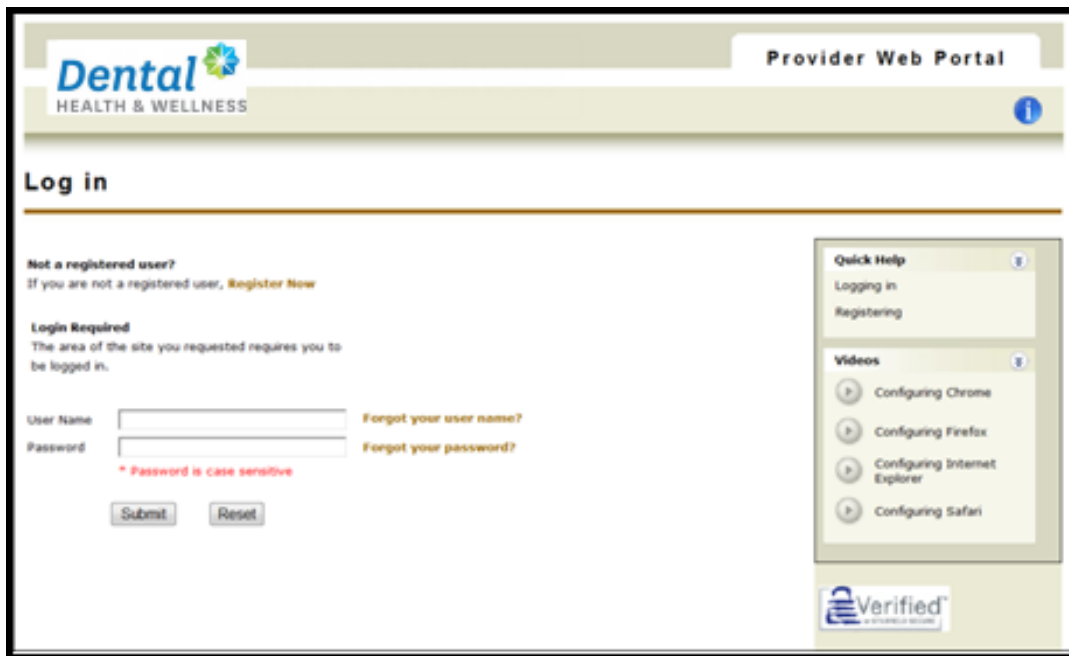 Dental
HEALTH & WELLNESS
Provider Web Portal
i
Log in
Not a registered user?
If you are not a registered user, Register Now
Login Required
The area of the site you requested requires you to
be logged in.
User Name
Forgot your user name?
Password
Forgot your password?
* Password is case sensitive
Submit
Reset
Quick Help
Logging in
Registering
Videos
Configuring Chrome
Configuring Firefox
Configuring Internet
Explorer
Configuring Safari
Verified